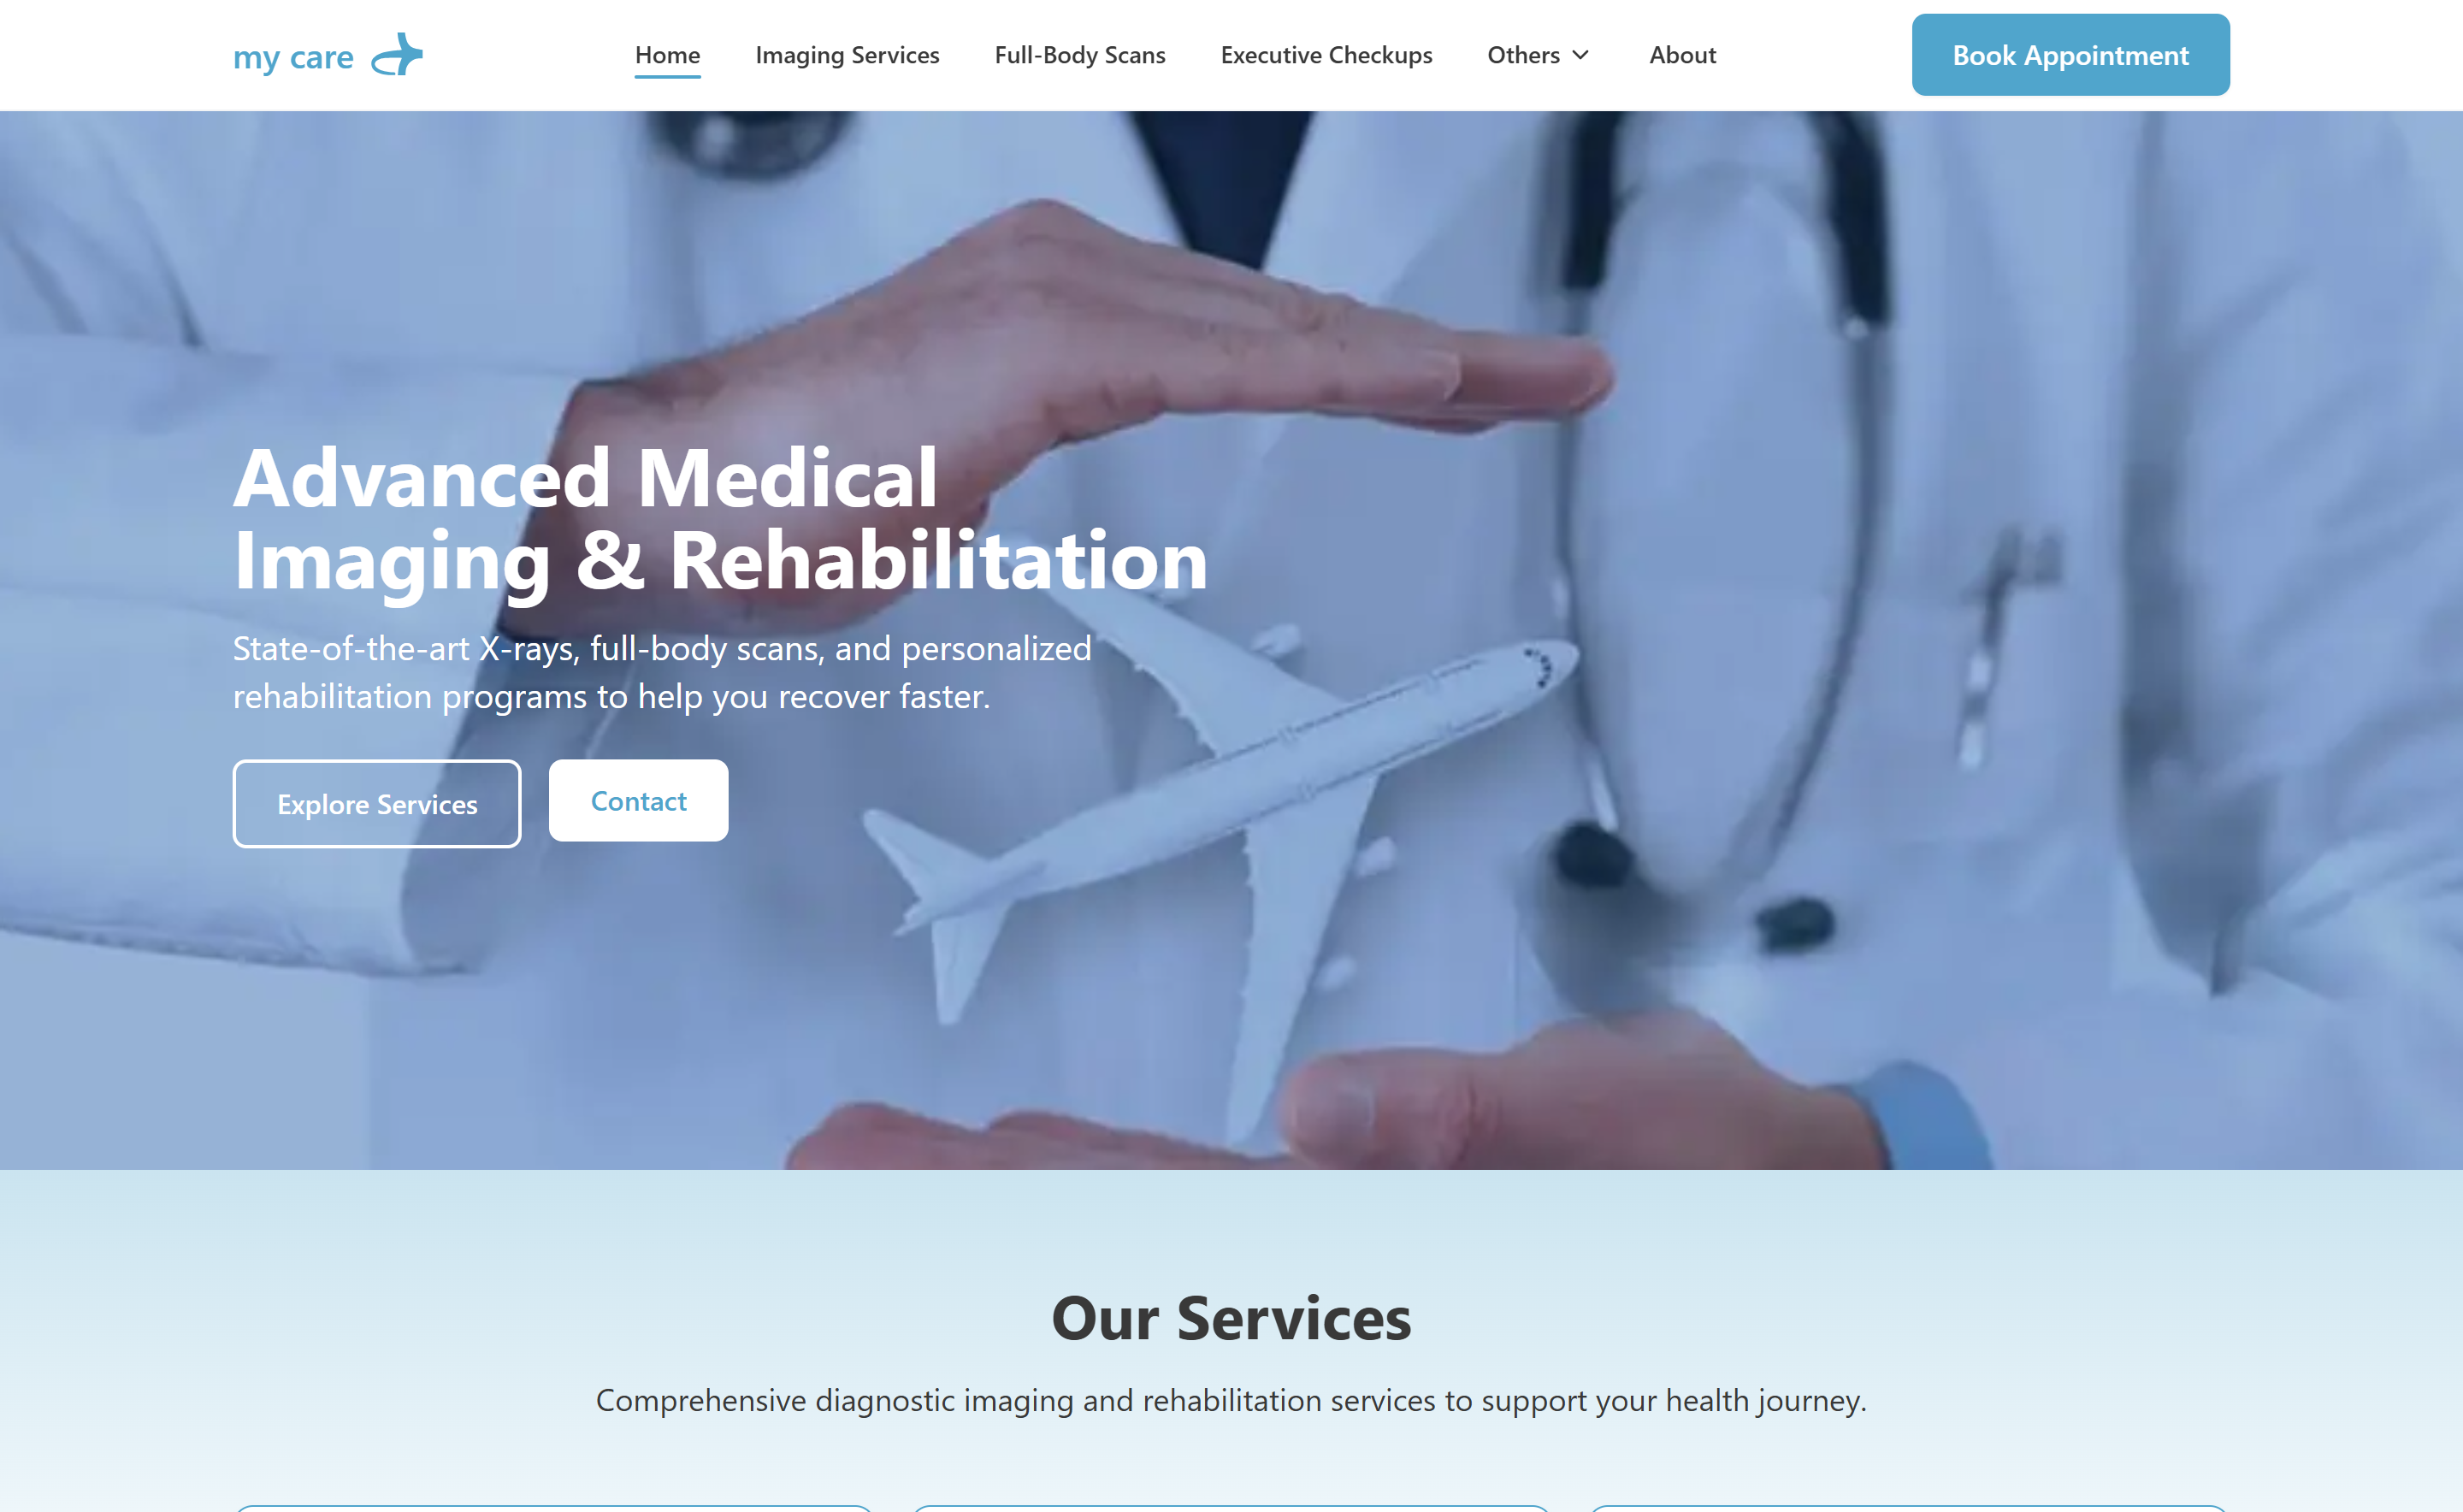 my care
Home
Imaging Services
Full-Body Scans
Executive Checkups
Others
About
Book Appointment
Advanced Medical
Imaging & Rehabilitation
State-of-the-art X-rays, full-body scans, and personalized
rehabilitation programs to help you recover faster.
Explore Services
Contact
Our Services
Comprehensive diagnostic imaging and rehabilitation services to support your health journey.